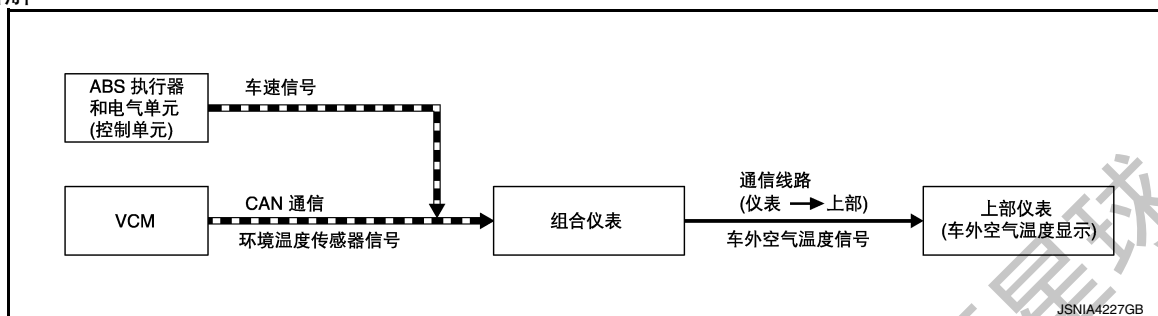 ABS 执行器
和电气单元
(控制单元)
车速信号
VCM
CAN 通信
环境温度传感器信号
组合仪表
通信线路
(仪表 → 上部)
车外空气温度信号
上部仪表
(车外空气温度显示)
星球
JSNIA4227GB